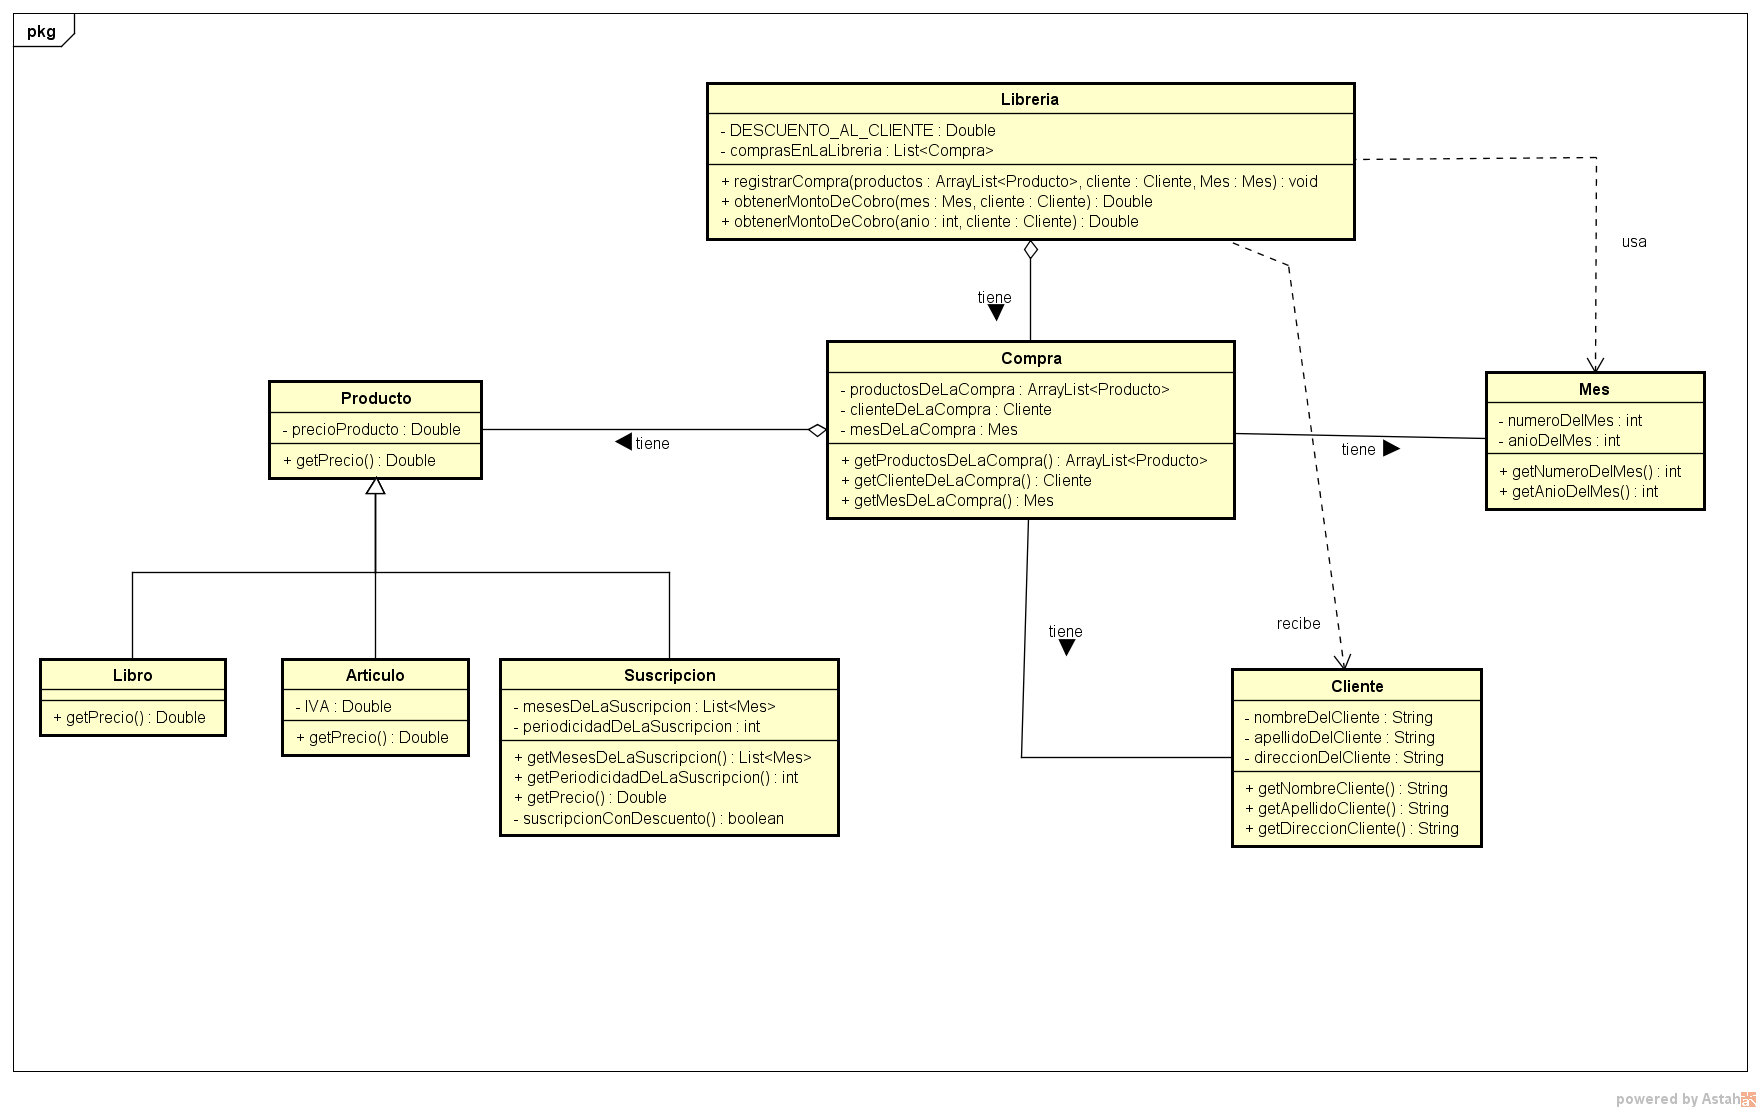 pkg
Libreria
- DESCUENTO_AL_CLIENTE : Double
- comprasEnLaLibreria : List<Compra>
+ registrarCompra(productos : ArrayList<Producto>, cliente : Cliente, Mes : Mes) : void
+ obtenerMontoDeCobro(mes : Mes, cliente : Cliente) : Double
+ obtenerMontoDeCobro(anio : int, cliente : Cliente) : Double
usa
tiene
Compra
- productosDeLaCompra : ArrayList<Producto>
- clienteDeLaCompra : Cliente
- mesDeLaCompra : Mes
+ getProductosDeLaCompra() : ArrayList<Producto>
+ getClienteDeLaCompra() : Cliente
+ getMesDeLaCompra() : Mes
Producto
- precioProducto : Double
+ getPrecio() : Double
tiene
tiene
Mes
- numeroDelMes : int
- anioDelMes : int
+ getNumeroDelMes() : int
+ getAnioDelMes() : int
tiene
recibe
Libro
+ getPrecio() : Double
Articulo
- IVA : Double
+ getPrecio() : Double
Suscripcion
- mesesDeLaSuscripcion : List<Mes>
- periodicidadDeLaSuscripcion : int
+ getMesesDeLaSuscripcion() : List<Mes>
+ getPeriodicidadDeLaSuscripcion() : int
+ getPrecio() : Double
- suscripcionConDescuento() : boolean
Cliente
- nombreDelCliente : String
- apellidoDelCliente : String
- direccionDelCliente : String
+ getNombreCliente() : String
+ getApellidoCliente() : String
+ getDireccionCliente() : String
powered by Astah